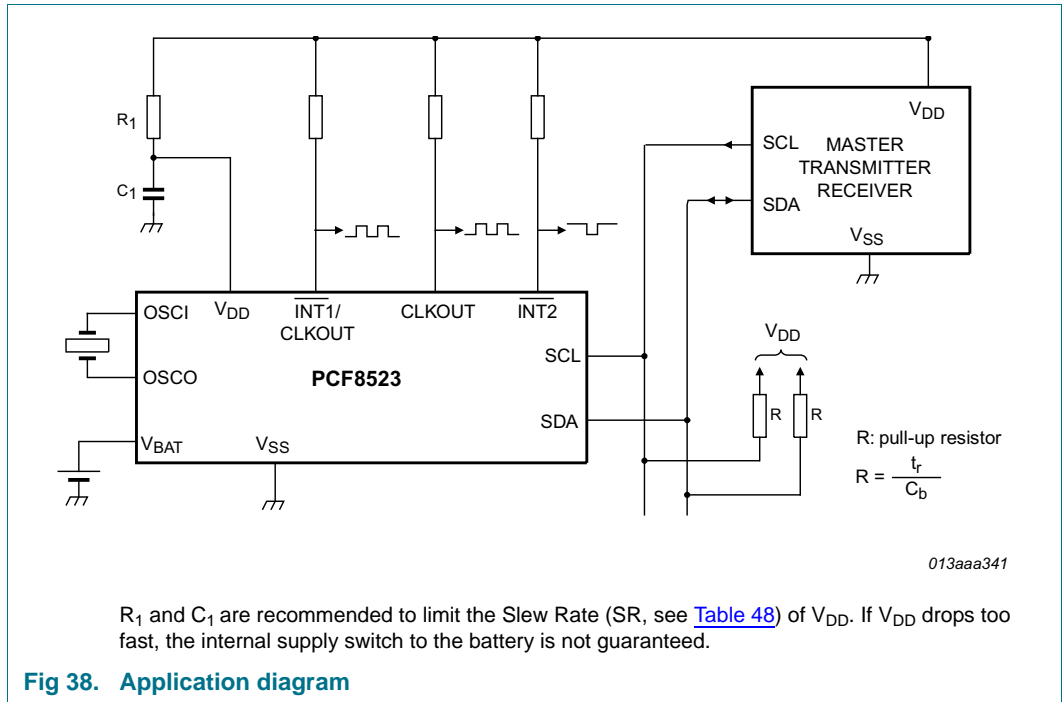 R1
C1
VDD
SCL
MASTER
TRANSMITTER
RECEIVER
SDA
VSS
OSCI
VDD
INT1/
CLKOUT
CLKOUT
INT2
SCL
OSCO
PCF8523
SDA
VBAT
VSS
VDD
R
R
R: pull-up resistor
R = tr / Cb
013aaa341
R1 and C1 are recommended to limit the Slew Rate (SR, see Table 48) of VDD. If VDD drops too
fast, the internal supply switch to the battery is not guaranteed.
Fig 38. Application diagram